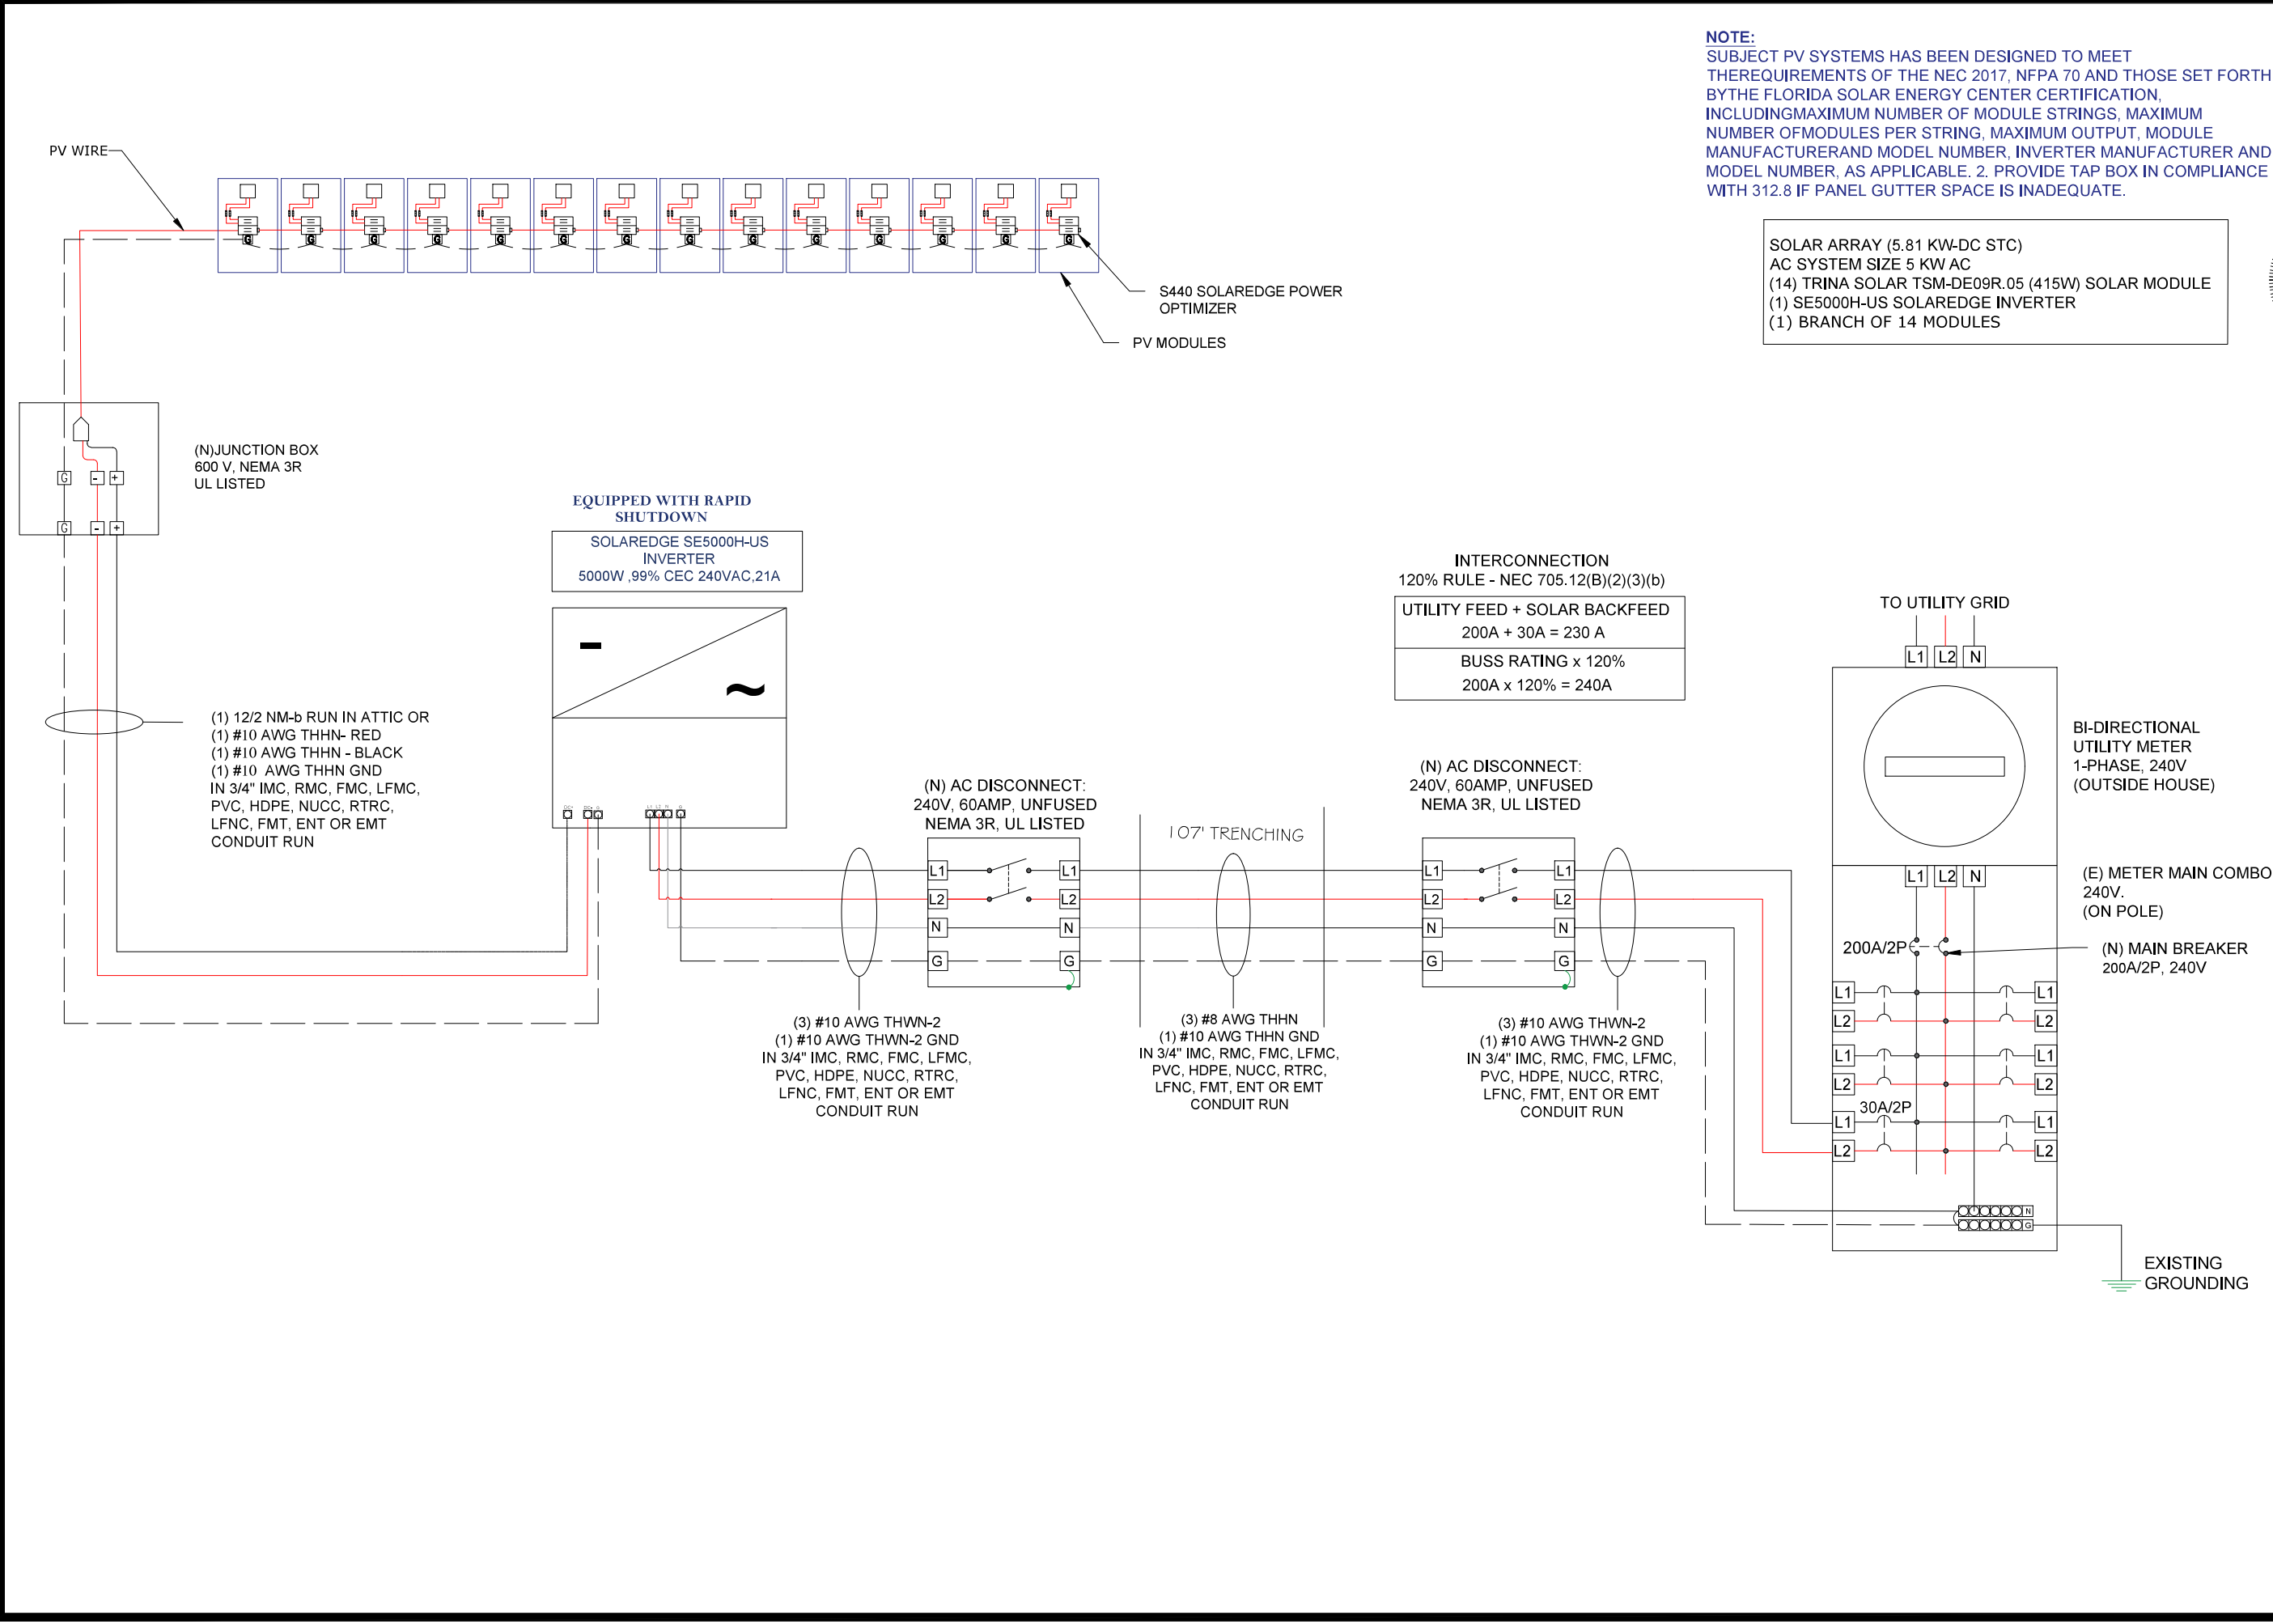 NOTE:
SUBJECT PV SYSTEMS HAS BEEN DESIGNED TO MEET
THEREQUIREMENTS OF THE NEC 2017, NFPA 70 AND THOSE SET FORTH
BYTHE FLORIDA SOLAR ENERGY CENTER CERTIFICATION,
INCLUDINGMAXIMUM NUMBER OF MODULE STRINGS, MAXIMUM
NUMBER OFMODULES PER STRING, MAXIMUM OUTPUT, MODULE
MANUFACTURERAND MODEL NUMBER, INVERTER MANUFACTURER AND
MODEL NUMBER, AS APPLICABLE. 2. PROVIDE TAP BOX IN COMPLIANCE
WITH 312.8 IF PANEL GUTTER SPACE IS INADEQUATE.
SOLAR ARRAY (5.81 KW-DC STC)
AC SYSTEM SIZE 5 KW AC
(14) TRINA SOLAR TSM-DE09R.05 (415W) SOLAR MODULE
(1) SE5000H-US SOLAREDGE INVERTER
(1) BRANCH OF 14 MODULES
PV WIRE
G G G G G G G G G G G G G G
S440 SOLAREDGE POWER
OPTIMIZER
PV MODULES
(N)JUNCTION BOX
600 V, NEMA 3R
UL LISTED
G - +
G - +
EQUIPPED WITH RAPID
SHUTDOWN
SOLAREDGE SE5000H-US
INVERTER
5000W ,99% CEC 240VAC,21A
- ~
L1 L2 N G
(1) 12/2 NM-b RUN IN ATTIC OR
(1) #10 AWG THHN- RED
(1) #10 AWG THHN - BLACK
(1) #10 AWG THHN GND
IN 3/4" IMC, RMC, FMC, LFMC,
PVC, HDPE, NUCC, RTRC,
LFNC, FMT, ENT OR EMT
CONDUIT RUN
(N) AC DISCONNECT:
240V, 60AMP, UNFUSED
NEMA 3R, UL LISTED
L1 L1
L2 L2
N N
G G
(3) #10 AWG THWN-2
(1) #10 AWG THWN-2 GND
IN 3/4" IMC, RMC, FMC, LFMC,
PVC, HDPE, NUCC, RTRC,
LFNC, FMT, ENT OR EMT
CONDUIT RUN
107' TRENCHING
(3) #8 AWG THHN
(1) #10 AWG THHN GND
IN 3/4" IMC, RMC, FMC, LFMC,
PVC, HDPE, NUCC, RTRC,
LFNC, FMT, ENT OR EMT
CONDUIT RUN
INTERCONNECTION
120% RULE - NEC 705.12(B)(2)(3)(b)
UTILITY FEED + SOLAR BACKFEED
200A + 30A = 230 A
BUSS RATING x 120%
200A x 120% = 240A
(N) AC DISCONNECT:
240V, 60AMP, UNFUSED
NEMA 3R, UL LISTED
L1 L1
L2 L2
N N
G G
(3) #10 AWG THWN-2
(1) #10 AWG THWN-2 GND
IN 3/4" IMC, RMC, FMC, LFMC,
PVC, HDPE, NUCC, RTRC,
LFNC, FMT, ENT OR EMT
CONDUIT RUN
TO UTILITY GRID
L1 L2 N
BI-DIRECTIONAL
UTILITY METER
1-PHASE, 240V
(OUTSIDE HOUSE)
L1 L2 N
(E) METER MAIN COMBO
240V.
(ON POLE)
200A/2P
(N) MAIN BREAKER
200A/2P, 240V
L1 L1
L2 L2
L1 L1
L2 L2
30A/2P
L1 L1
L2 L2
N
G
EXISTING
GROUNDING